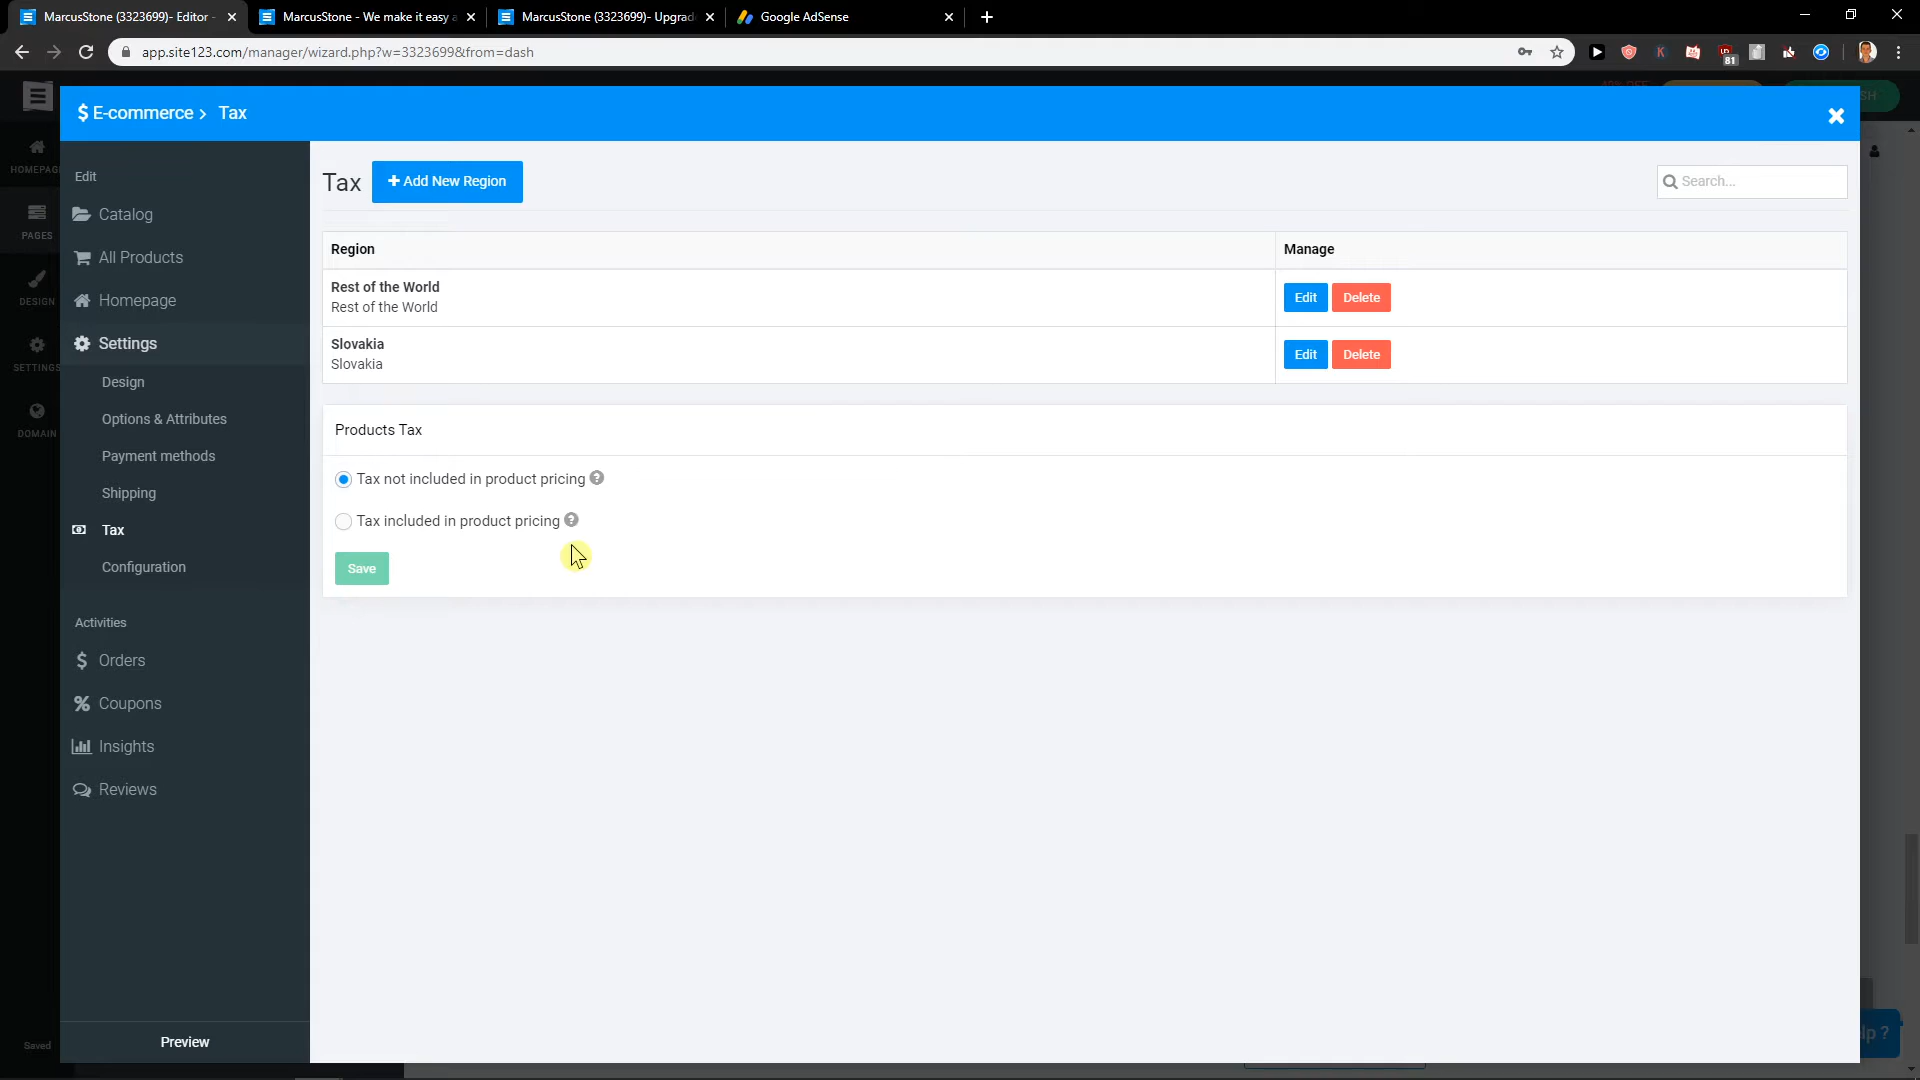 MarcusStone (3323699)- Editor -
MarcusStone - We make it easy a
MarcusStone (3323699)- Upgrad
Google AdSense
app.site123.com/manager/wizard.php?w=3323699&from=dash
81
$ E-commerce > Tax
HOMEPAG
PAGES
DESIGN
SETTINGS
DOMAIN
Saved
Edit
Catalog
All Products
Homepage
Settings
Design
Options & Attributes
Payment methods
Shipping
Tax
Configuration
Activities
Orders
Coupons
Insights
Reviews
Preview
Tax
+ Add New Region
Search...
Region
Manage
Rest of the World
Rest of the World
Edit
Delete
Slovakia
Slovakia
Edit
Delete
Products Tax
Tax not included in product pricing
Tax included in product pricing
Save
lp ?